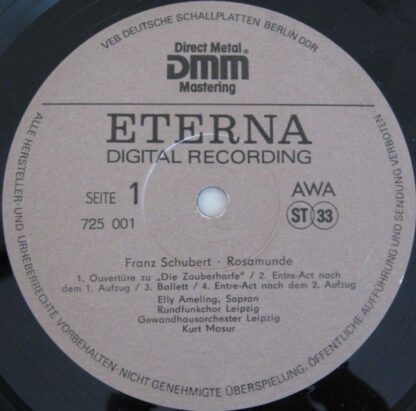 VEB DEUTSCHE SCHALLPLATTEN BERLIN DDR
Direct Metal®
DMM
Mastering
ETERNA
DIGITAL RECORDING
SEITE 1
725 001
AWA
ST 33
Franz Schubert · Rosamunde
1. Ouvertüre zu „Die Zauberharfe" / 2. Entre-Act nach
dem 1. Aufzug / 3. Ballett / 4. Entre-Act nach dem 2. Aufzug
Elly Ameling, Sopran
Rundfunkchor Leipzig
Gewandhausorchester Leipzig
Kurt Masur
ALLE HERSTELLER-UND URHEBERRECHTE VORBEHALTEN·NICHT GENEHMIGTE ÜBERSPIELUNG, ÖFFENTLICHE AUFFÜHRUNG UND SENDUNG VERBOTEN